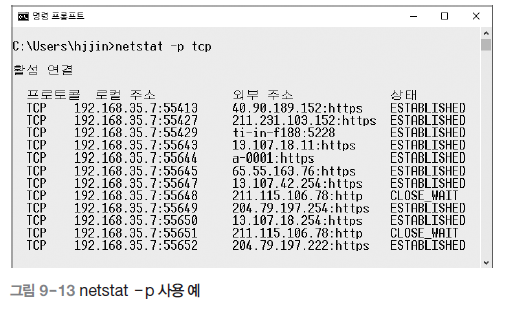 명령 프롬프트
C:\Users\hjjin>netstat -p tcp
활성 연결
프로토콜 로컬 주소 외부 주소 상태
TCP 192.168.35.7:55413 40.90.189.152:https ESTABLISHED
TCP 192.168.35.7:55427 211.231.103.152:https ESTABLISHED
TCP 192.168.35.7:55429 ti-in-f188:5228 ESTABLISHED
TCP 192.168.35.7:55643 13.107.18.11:https ESTABLISHED
TCP 192.168.35.7:55644 a-0001:https ESTABLISHED
TCP 192.168.35.7:55645 65.55.163.76:https ESTABLISHED
TCP 192.168.35.7:55647 13.107.42.254:https ESTABLISHED
TCP 192.168.35.7:55648 211.115.106.78:http CLOSE_WAIT
TCP 192.168.35.7:55649 204.79.197.254:https ESTABLISHED
TCP 192.168.35.7:55650 13.107.18.254:https ESTABLISHED
TCP 192.168.35.7:55651 211.115.106.78:http CLOSE_WAIT
TCP 192.168.35.7:55652 204.79.197.222:https ESTABLISHED
그림 9-13 netstat -p 사용 예